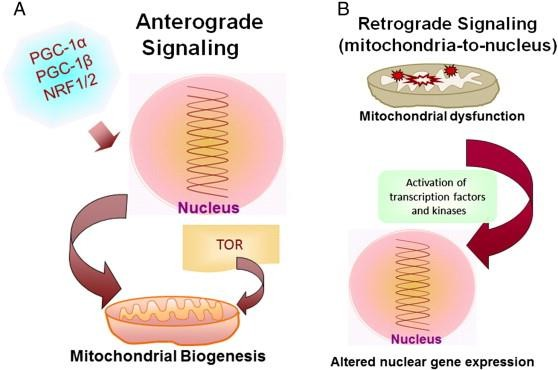 A
Anterograde
Signaling
PGC-1α
PGC-1β
NRF1/2
Nucleus
TOR
Mitochondrial Biogenesis
B
Retrograde Signaling
(mitochondria-to-nucleus)
Mitochondrial dysfunction
Activation of
transcription factors
and kinases
Nucleus
Altered nuclear gene expression